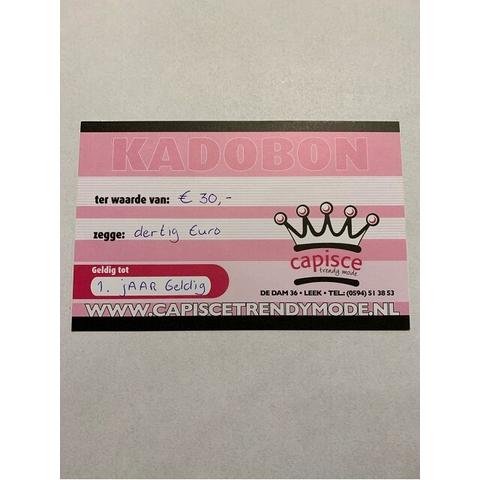 KADOBON
ter waarde van: € 30,-
zegge: dertig Euro
capisce
trendy mode
Geldig tot
1. jAAR Geldig
DE DAM 36 • LEEK • TEL.: (0594) 51 38 53
WWW.CAPISCETRENDYMODE.NL